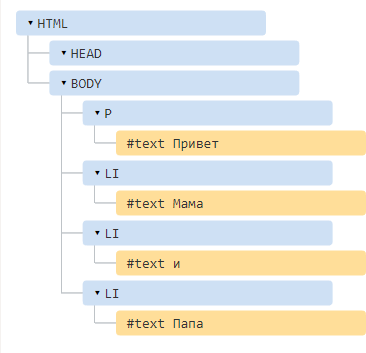 HTML
HEAD
BODY
P
#text Привет
LI
#text Мама
LI
#text и
LI
#text Папа